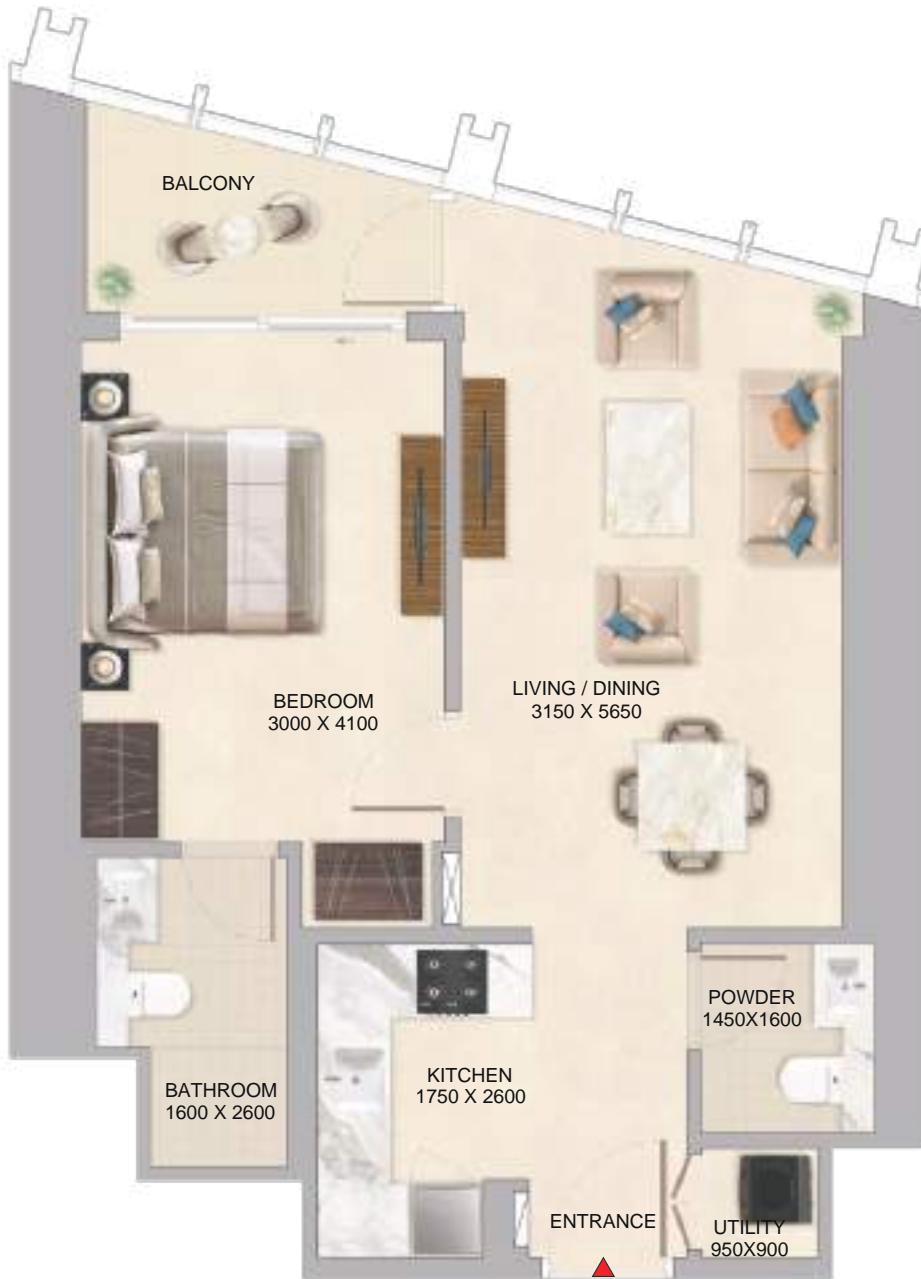 BALCONY
BEDROOM
3000 X 4100
LIVING / DINING
3150 X 5650
POWDER
1450X1600
KITCHEN
1750 X 2600
BATHROOM
1600 X 2600
ENTRANCE
UTILITY
950X900